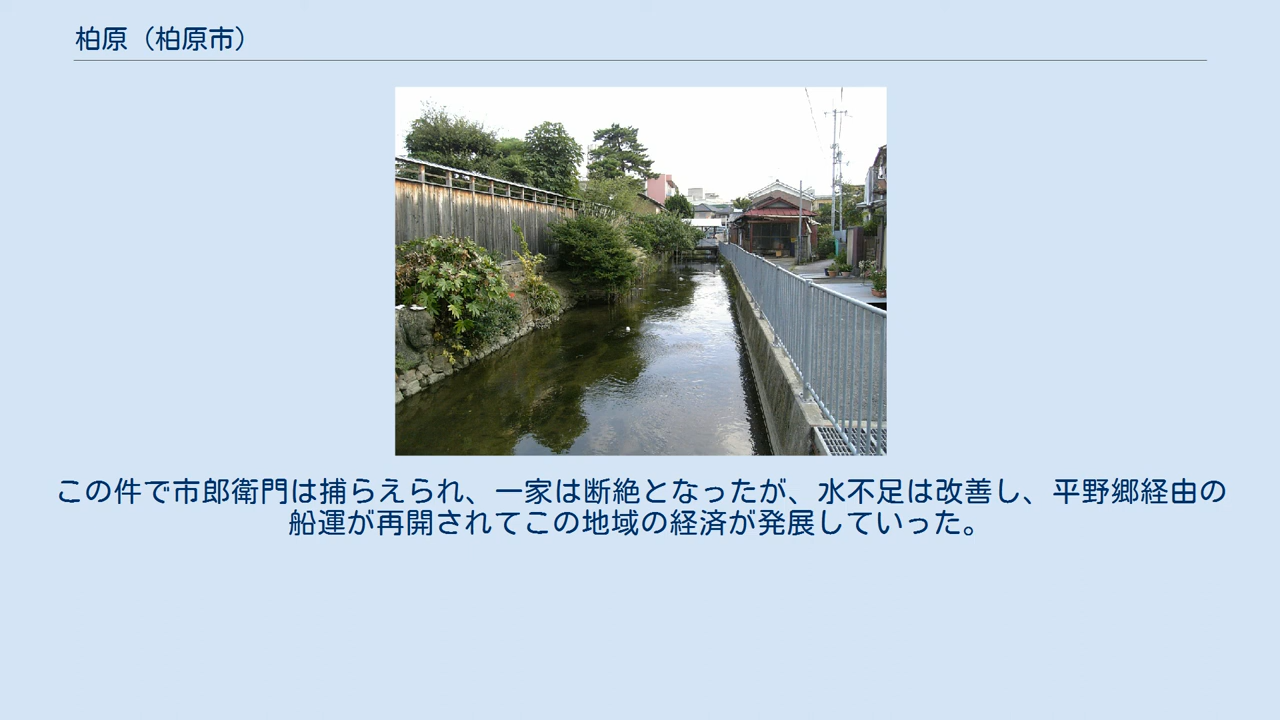 柏原（柏原市）
この件で市郎衛門は捕らえられ、一家は断絶となったが、水不足は改善し、平野郷経由の
船運が再開されてこの地域の経済が発展していった。